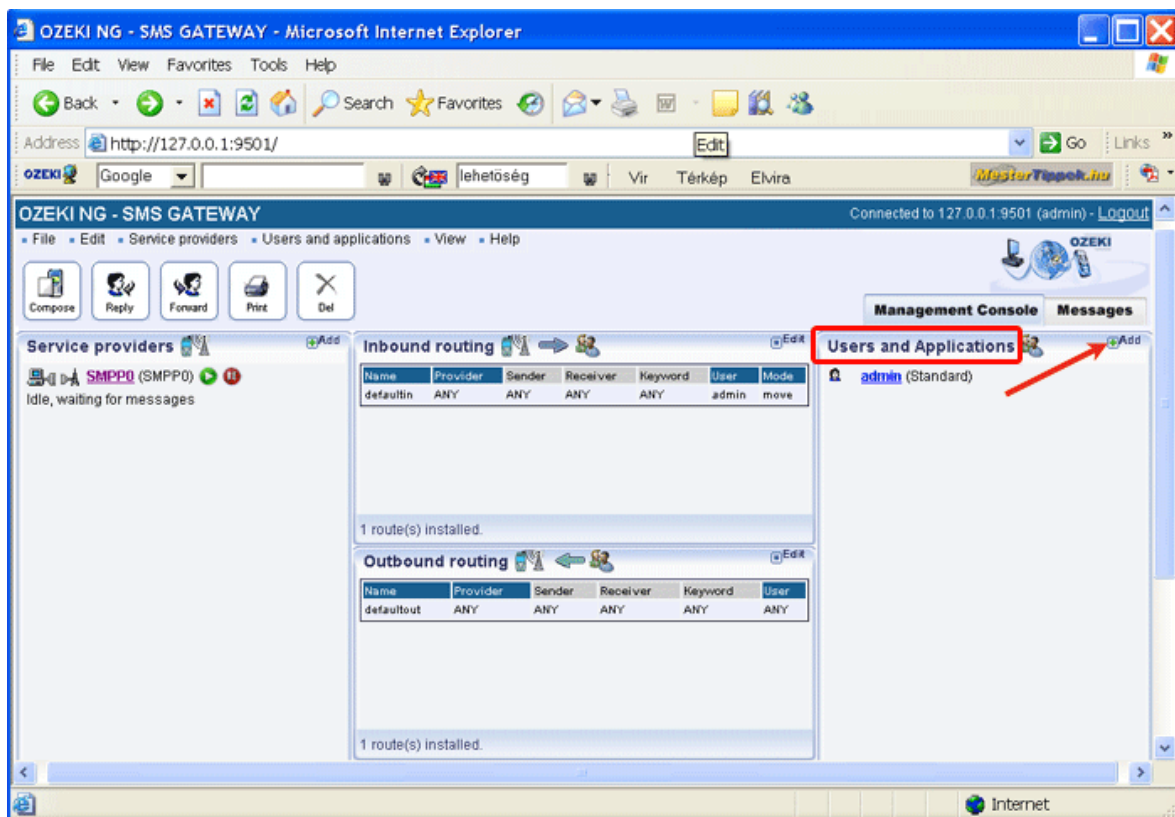 OZEKI NG - SMS GATEWAY - Microsoft Internet Explorer
File Edit View Favorites Tools Help
Back Search Favorites
Address http://127.0.0.1:9501/ Edit Go Links »
OZEKI Google lehetöség Vir Térkép Elvira MesterTippek.hu
OZEKI NG - SMS GATEWAY Connected to 127.0.0.1:9501 (admin) - Logout
File Edit Service providers Users and applications View Help
OZEKI
Compose Reply Forward Print Del
Management Console Messages
Service providers Add
SMPP0 (SMPP0)
Idle, waiting for messages
Inbound routing Edit
Name Provider Sender Receiver Keyword User Mode
defaultin ANY ANY ANY ANY admin move
1 route(s) installed.
Outbound routing Edit
Name Provider Sender Receiver Keyword User
defaultout ANY ANY ANY ANY ANY
1 route(s) installed.
Users and Applications Add
admin (Standard)
Internet